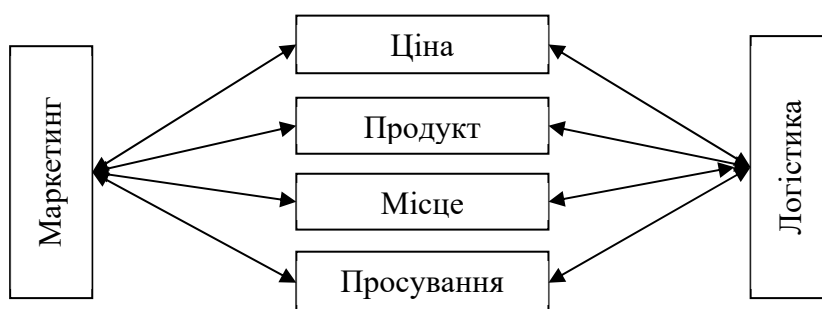 Маркетинг
Ціна
Продукт
Місце
Просування
Логістика